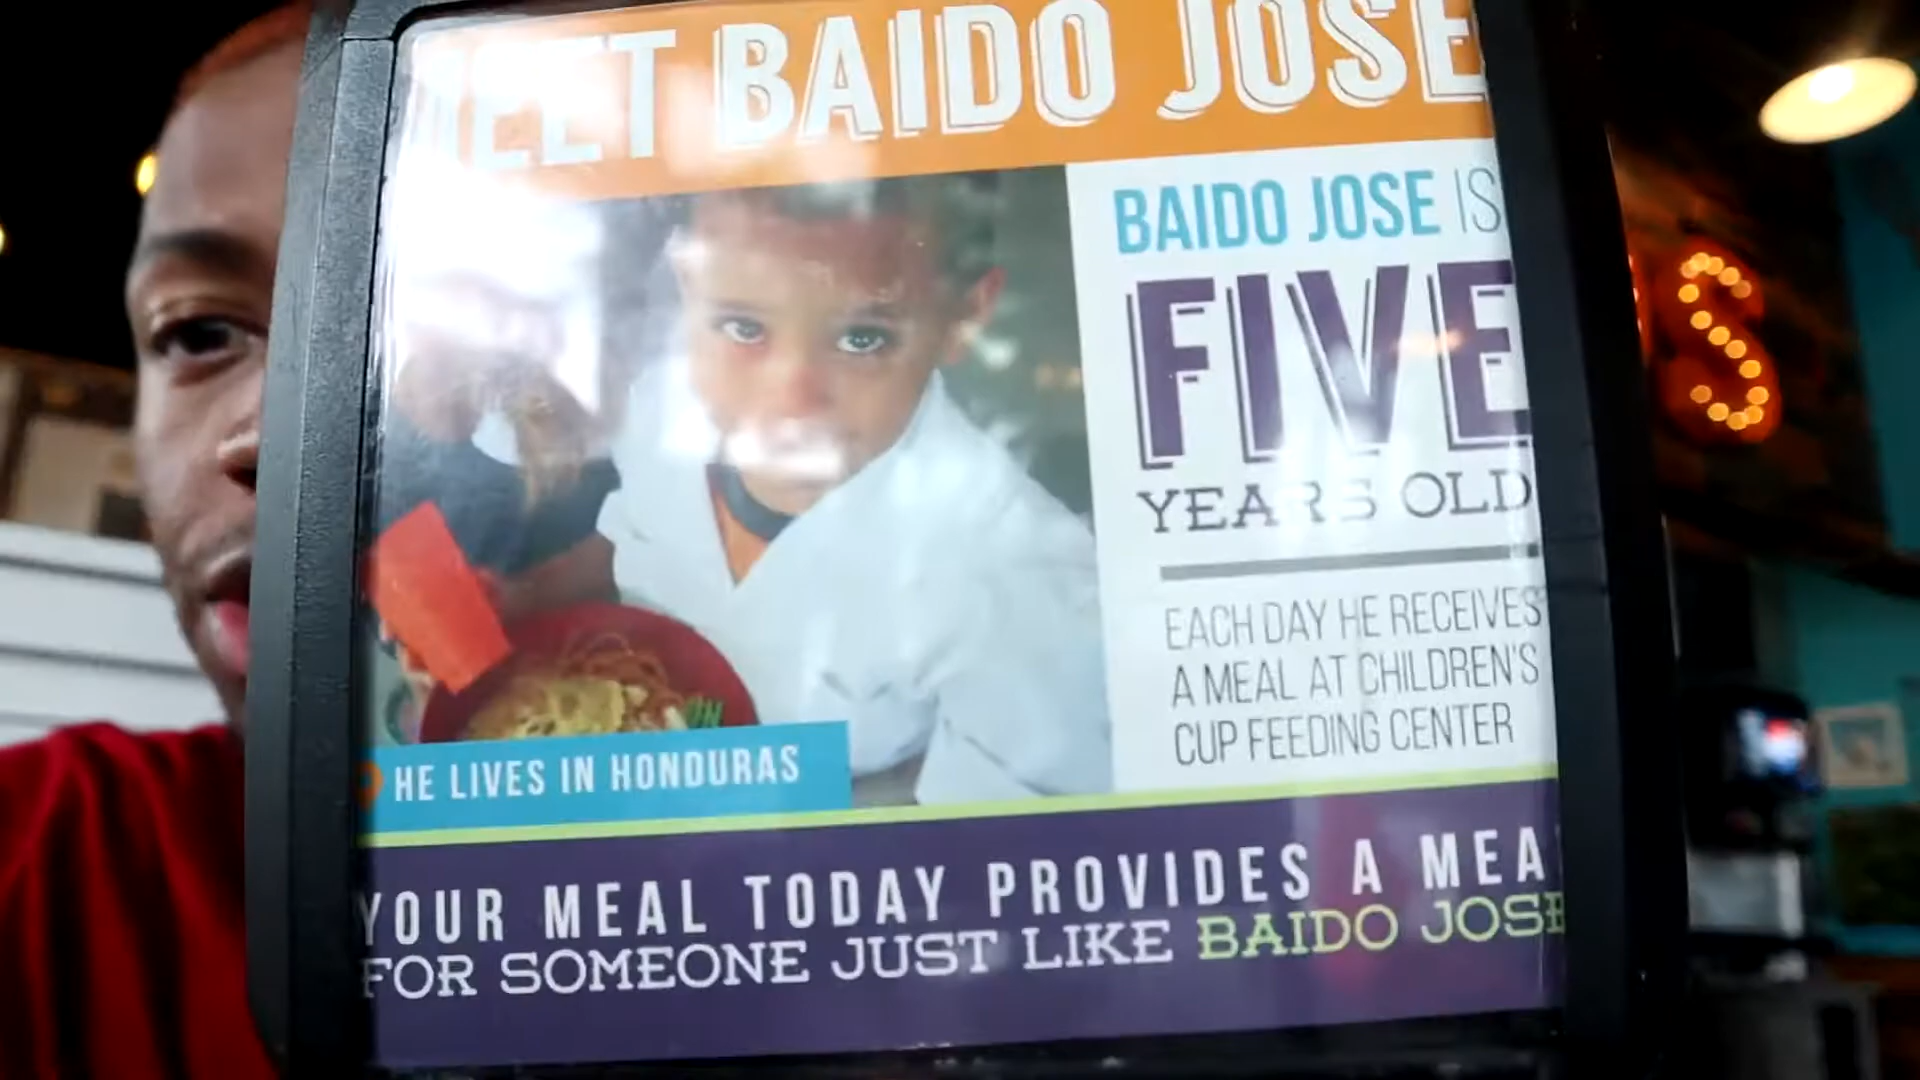 MEET BAIDO JOSE
BAIDO JOSE IS
FIVE
YEARS OLD
EACH DAY HE RECEIVES
A MEAL AT CHILDREN'S
CUP FEEDING CENTER
HE LIVES IN HONDURAS
YOUR MEAL TODAY PROVIDES A MEA
FOR SOMEONE JUST LIKE BAIDO JOSE
S